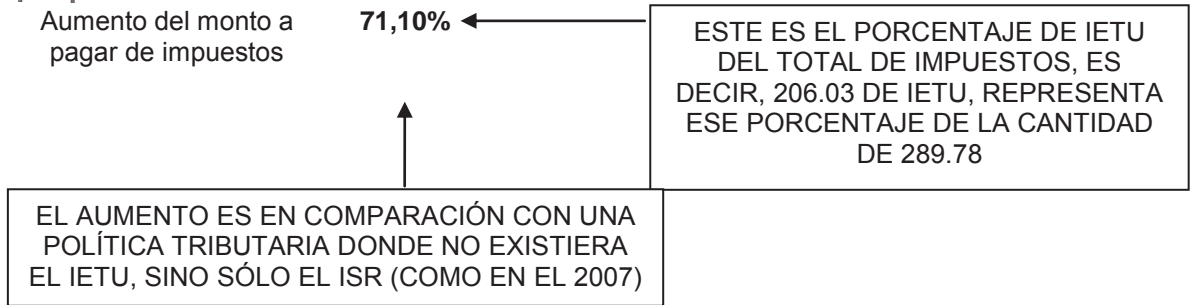 Aumento del monto a
pagar de impuestos
71,10%
ESTE ES EL PORCENTAJE DE IETU
DEL TOTAL DE IMPUESTOS, ES
DECIR, 206.03 DE IETU, REPRESENTA
ESE PORCENTAJE DE LA CANTIDAD
DE 289.78
EL AUMENTO ES EN COMPARACIÓN CON UNA
POLÍTICA TRIBUTARIA DONDE NO EXISTIERA
EL IETU, SINO SÓLO EL ISR (COMO EN EL 2007)